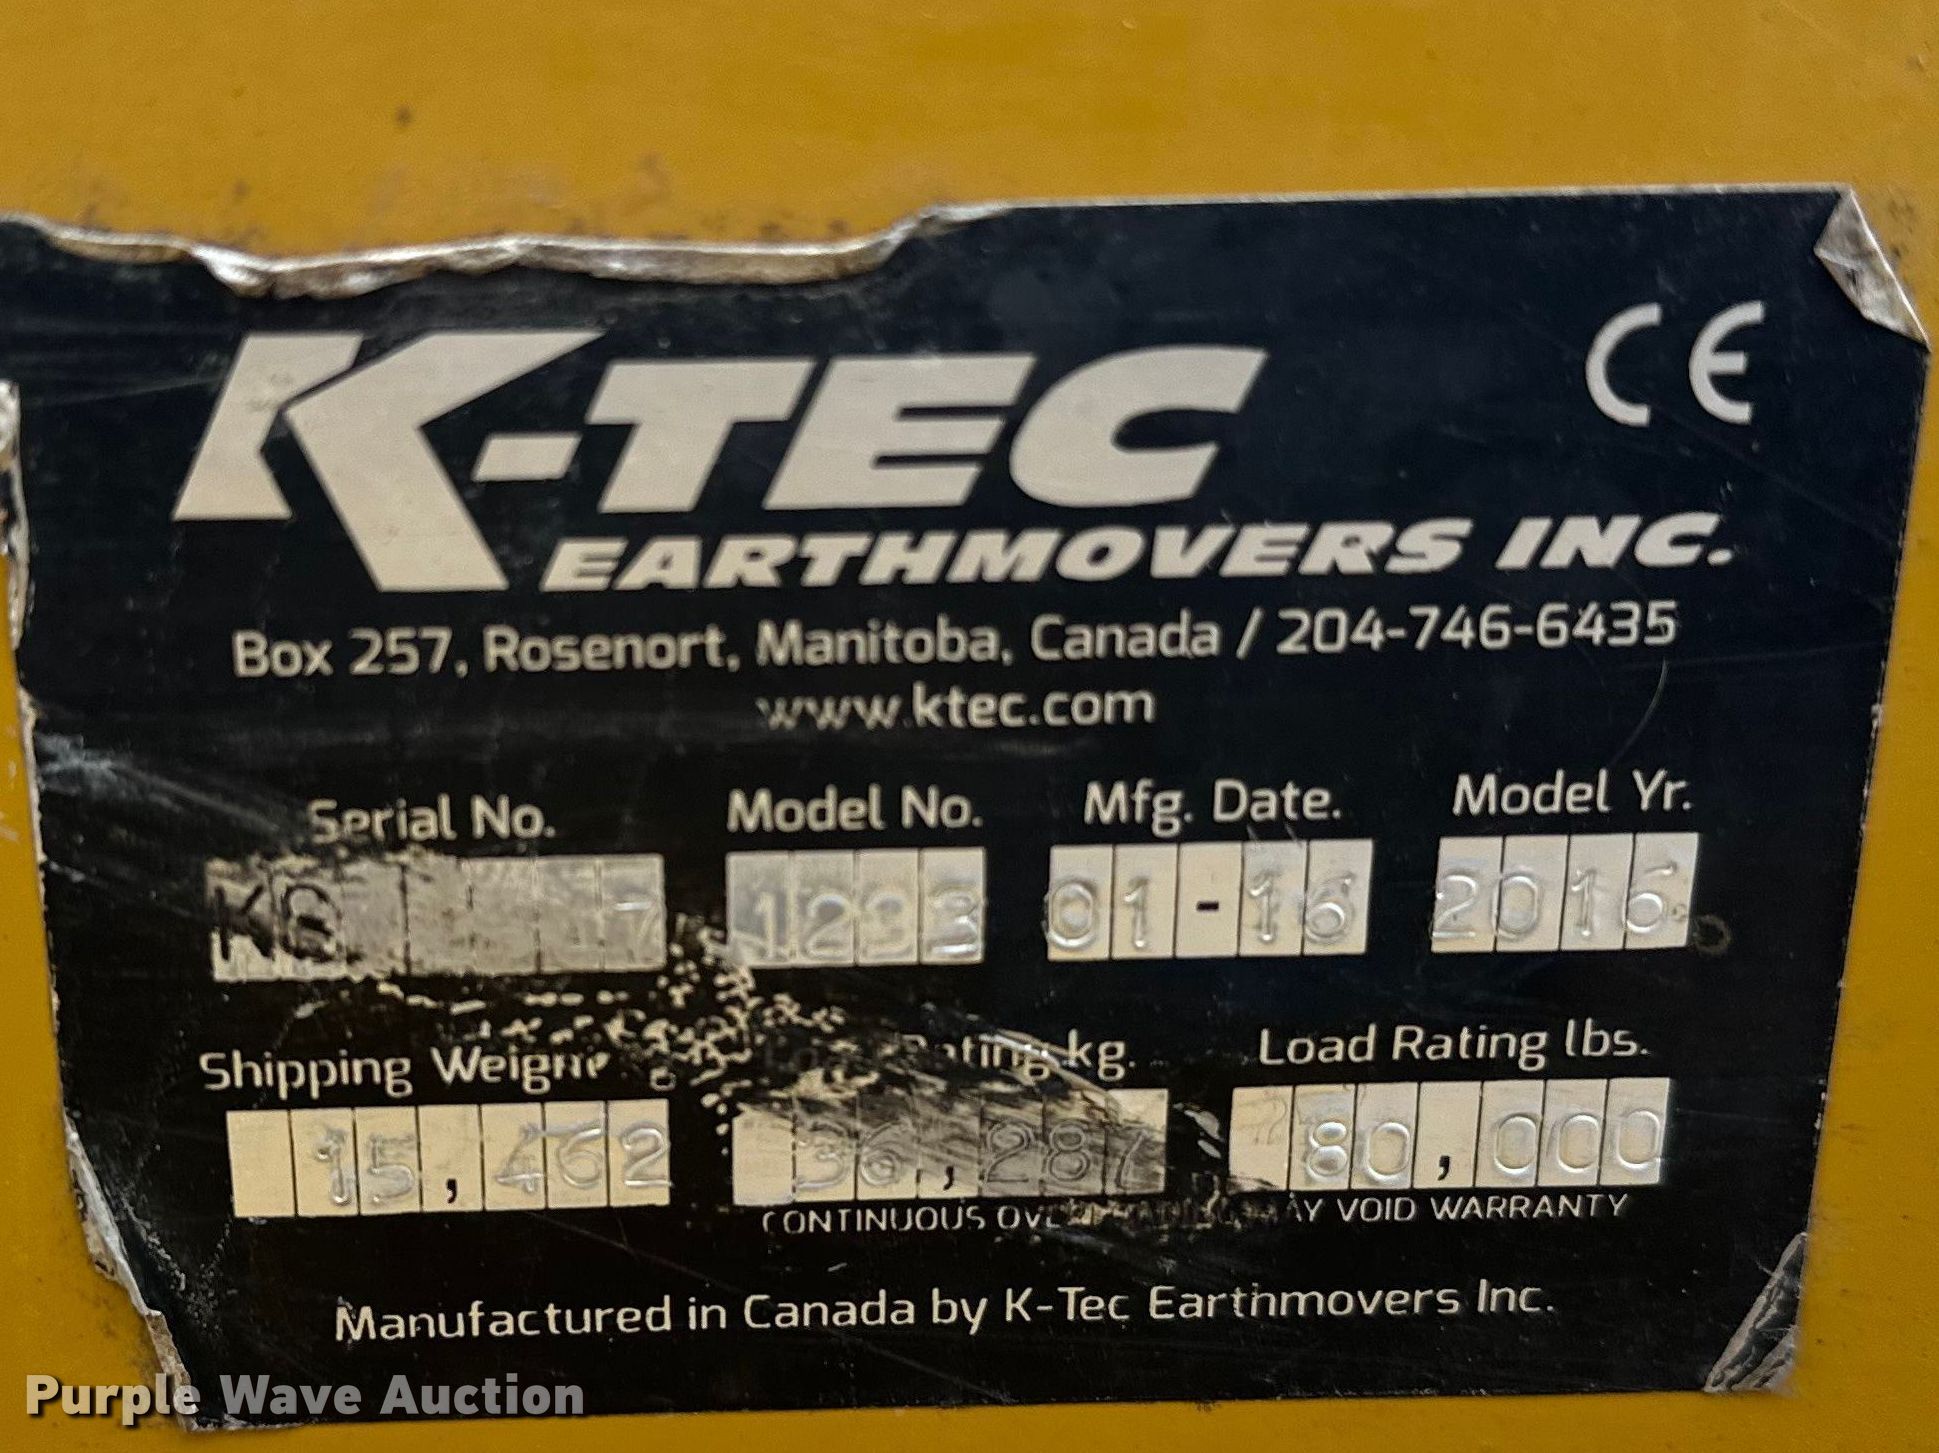 CE
K-TEC
EARTHMOVERS INC.
Box 257, Rosenort, Manitoba, Canada / 204-746-6435
www.ktec.com
Serial No. Model No. Mfg. Date. Model Yr.
1233 01-16 2016
Shipping kg. Load Rating lbs.
15,462 80,000
CONTINUOUS VOID WARRANTY
Manufactured in Canada by K-Tec Earthmovers Inc.
Purple Wave Auction